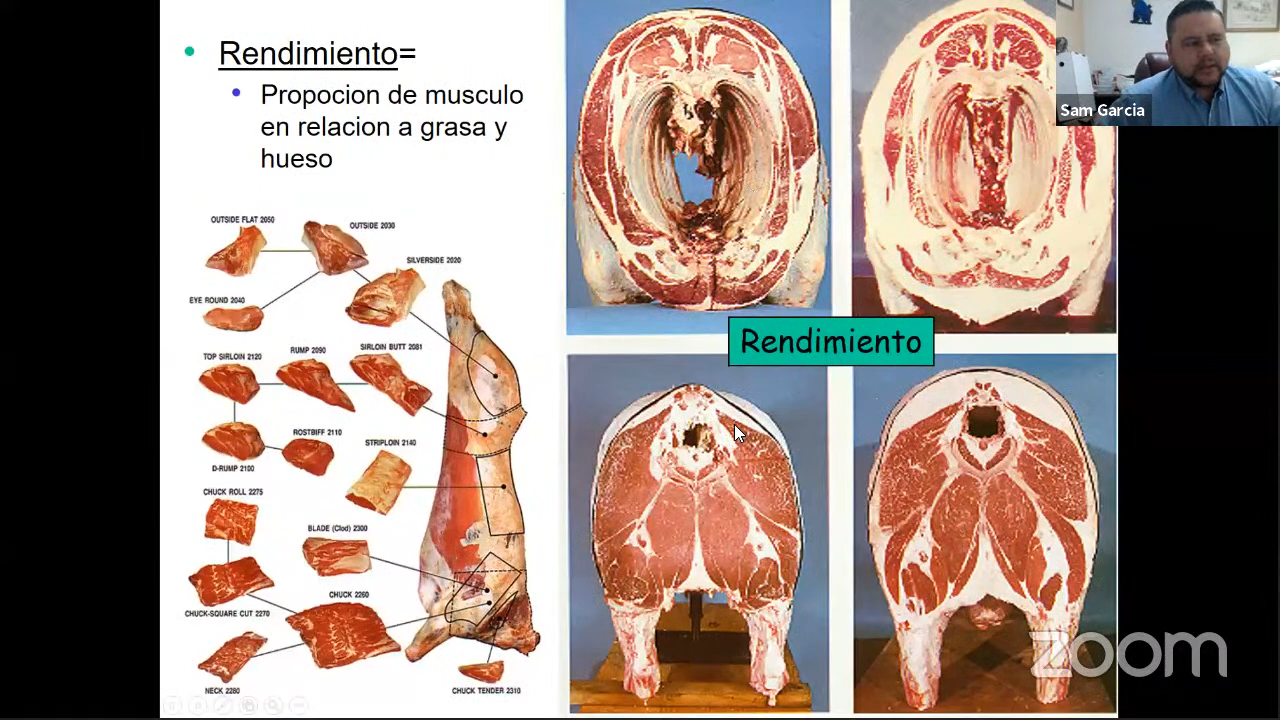 Rendimiento=
Propocion de musculo
en relacion a grasa y
hueso
Sam Garcia
OUTSIDE FLAT 2050
OUTSIDE 2030
SILVERSIDE 2020
EYE ROUND 2040
TOP SIRLOIN 2120
RUMP 2090
SIRLOIN BUTT 2081
ROSTBIFF 2110
D-RUMP 2100
STRIPLOIN 2140
CHUCK ROLL 2275
BLADE (Clod) 2300
CHUCK 2260
CHUCK-SQUARE CUT 2270
NECK 2280
CHUCK TENDER 2310
Rendimiento
zoom